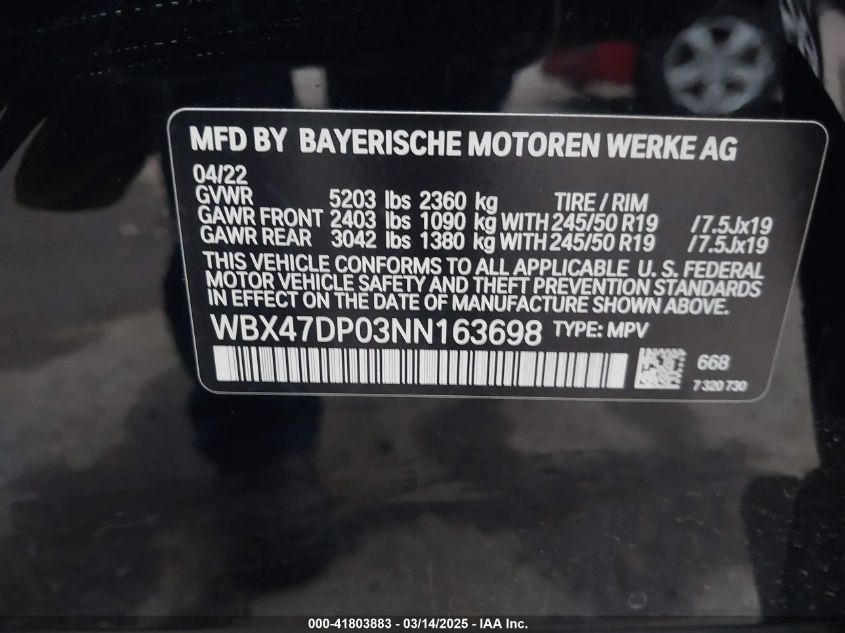 MFD BY BAYERISCHE MOTOREN WERKE AG
04/22
GVWR 5203 lbs 2360 kg TIRE / RIM
GAWR FRONT 2403 lbs 1090 kg WITH 245/50 R19 /7.5Jx19
GAWR REAR 3042 lbs 1380 kg WITH 245/50 R19 /7.5Jx19
THIS VEHICLE CONFORMS TO ALL APPLICABLE U. S. FEDERAL
MOTOR VEHICLE SAFETY AND THEFT PREVENTION STANDARDS
IN EFFECT ON THE DATE OF MANUFACTURE SHOWN ABOVE.
WBX47DP03NN163698 TYPE: MPV
668
7 320 730
000-41803883 - 03/14/2025 - IAA Inc.